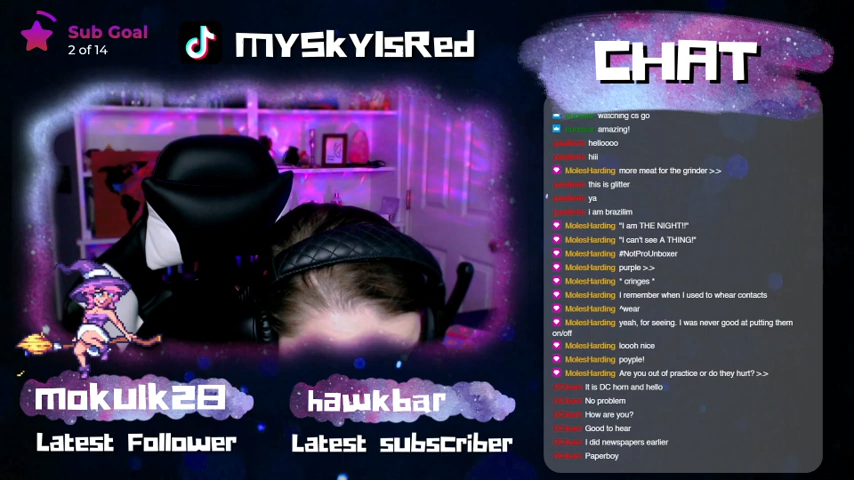 Sub Goal
2 of 14
MYSkYIsRed
CHAT
watching cs go
amazing!
helloooo
hiii
MolesHarding more meat for the grinder >>
this is glitter
ya
i am brazilim
MolesHarding "I am THE NIGHT!!"
MolesHarding "I can't see A THING!"
MolesHarding #NotProUnboxer
MolesHarding purple >>
MolesHarding * cringes *
MolesHarding I remember when I used to whear contacts
MolesHarding ^wear
MolesHarding yeah, for seeing. I was never good at putting them
on/off
MolesHarding loooh nice
MolesHarding poyple!
MolesHarding Are you out of practice or do they hurt? >.>
It is DC horn and hello
No problem
How are you?
Good to hear
I did newspapers earlier
Paperboy
mokulk28
Latest Follower
hawkbar
Latest subscriber